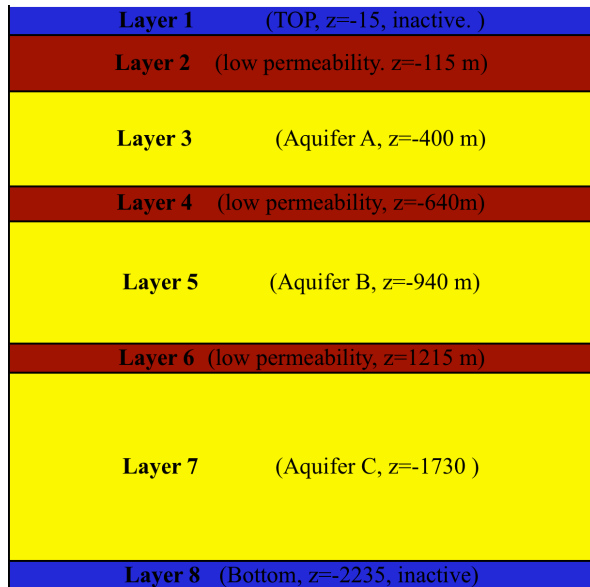 Layer 1 (TOP, z=-15, inactive. )
Layer 2 (low permeability. z=-115 m)
Layer 3 (Aquifer A, z=-400 m)
Layer 4 (low permeability, z=-640m)
Layer 5 (Aquifer B, z=-940 m)
Layer 6 (low permeability, z=1215 m)
Layer 7 (Aquifer C, z=-1730 )
Layer 8 (Bottom, z=-2235, inactive)